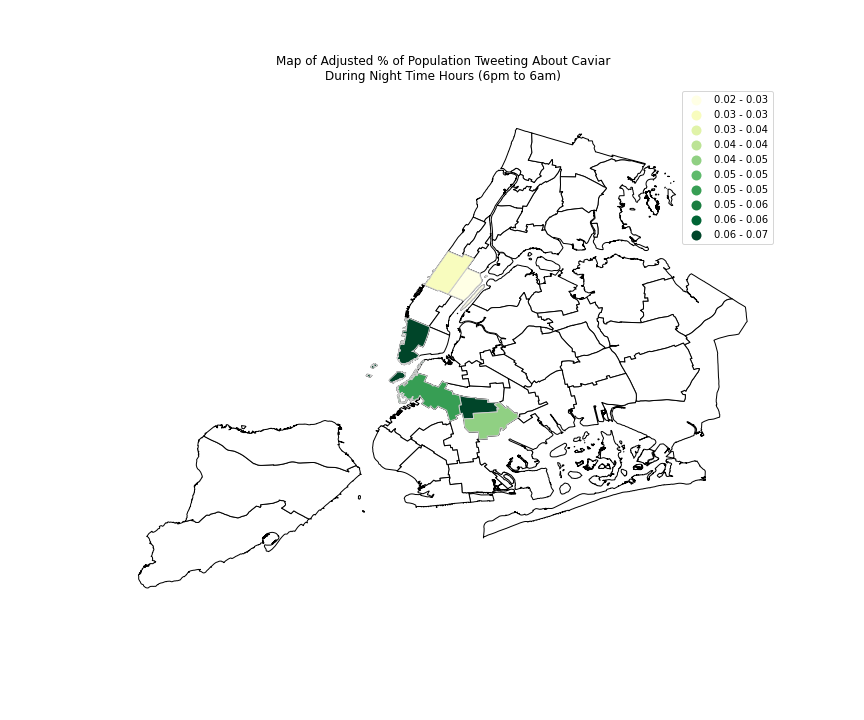 Map of Adjusted % of Population Tweeting About Caviar
During Night Time Hours (6pm to 6am)
0.02 - 0.03
0.03 - 0.03
0.03 - 0.04
0.04 - 0.04
0.04 - 0.05
0.05 - 0.05
0.05 - 0.05
0.05 - 0.06
0.06 - 0.06
0.06 - 0.07